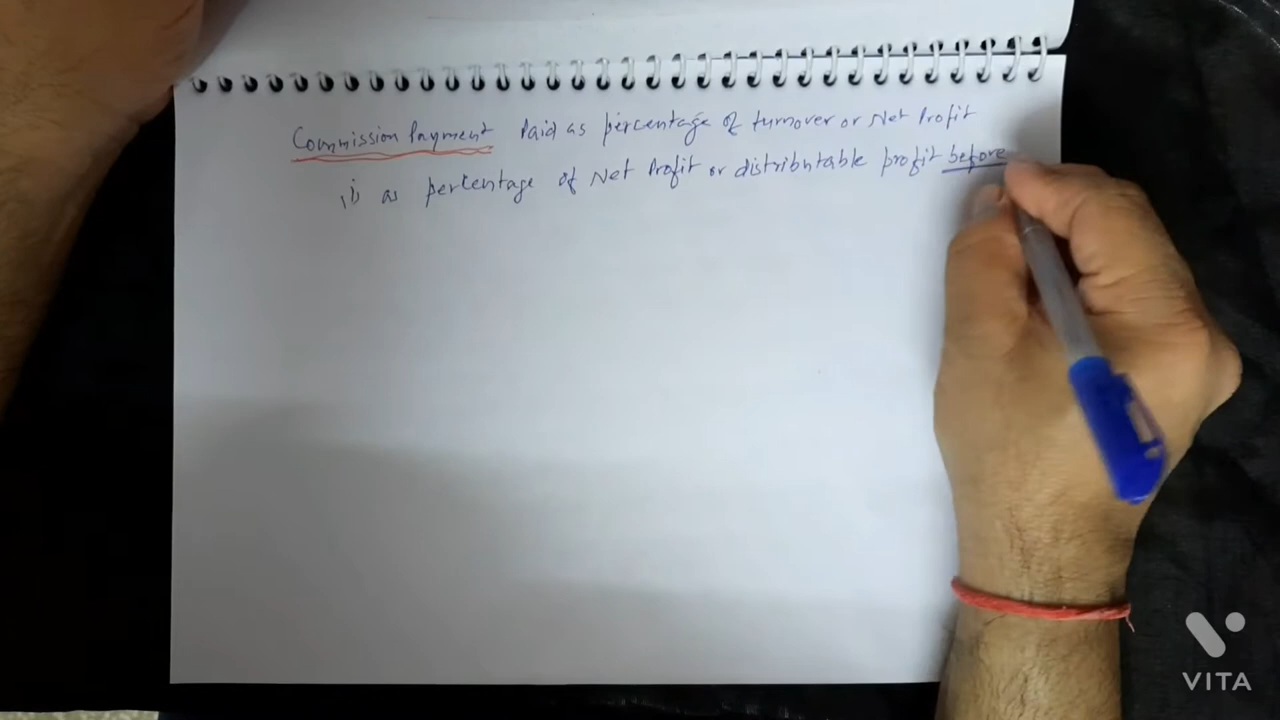 Commission Payment Paid as percentage of turnover or Net Profit
i) as percentage of Net Profit or distributable profit before
VITA